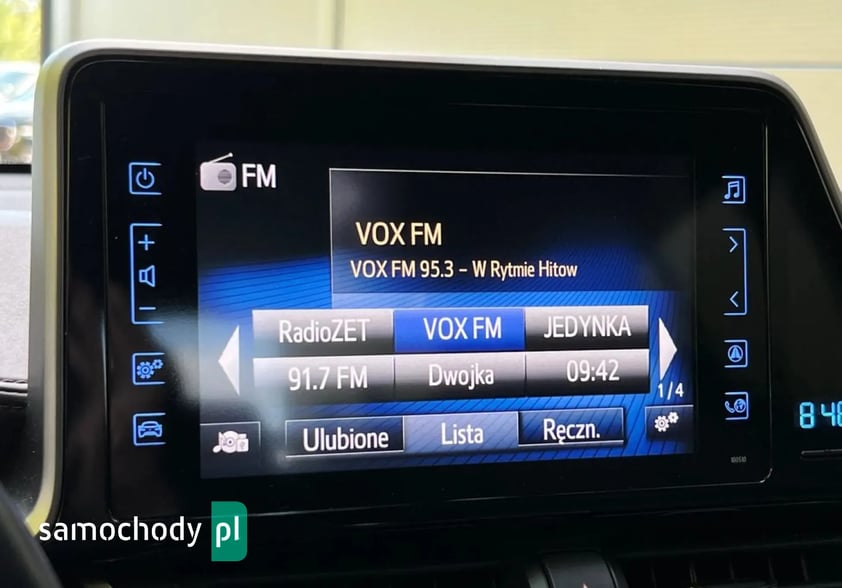 FM
VOX FM
VOX FM 95.3 – W Rytmie Hitow
RadioZET VOX FM JEDYNKA
91.7 FM Dwojka 09:42
1/4
Ulubione Lista Ręczn.
samochody pl